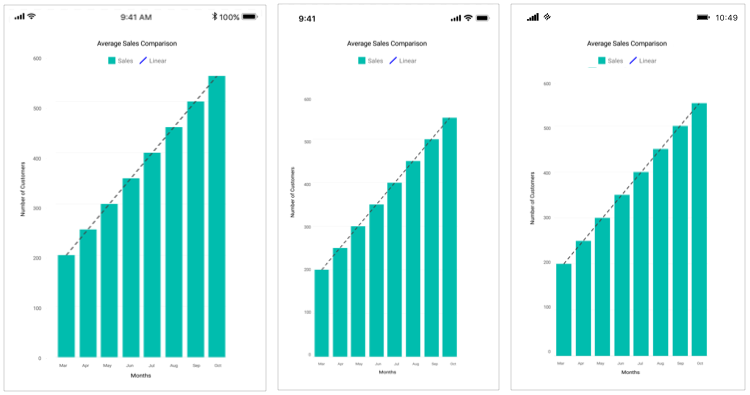 9:41 AM
100%
Average Sales Comparison
Sales
Linear
600
500
400
300
200
100
0
Number of Customers
Mar Apr May Jun Jul Aug Sep Oct
Months
9:41
Average Sales Comparison
Sales
Linear
600
500
400
300
200
100
0
Number of Customers
Mar Apr May Jun Jul Aug Sep Oct
Months
10:49
Average Sales Comparison
Sales
Linear
600
500
400
300
200
100
0
Number of Customers
Mar Apr May Jun Jul Aug Sep Oct
Months